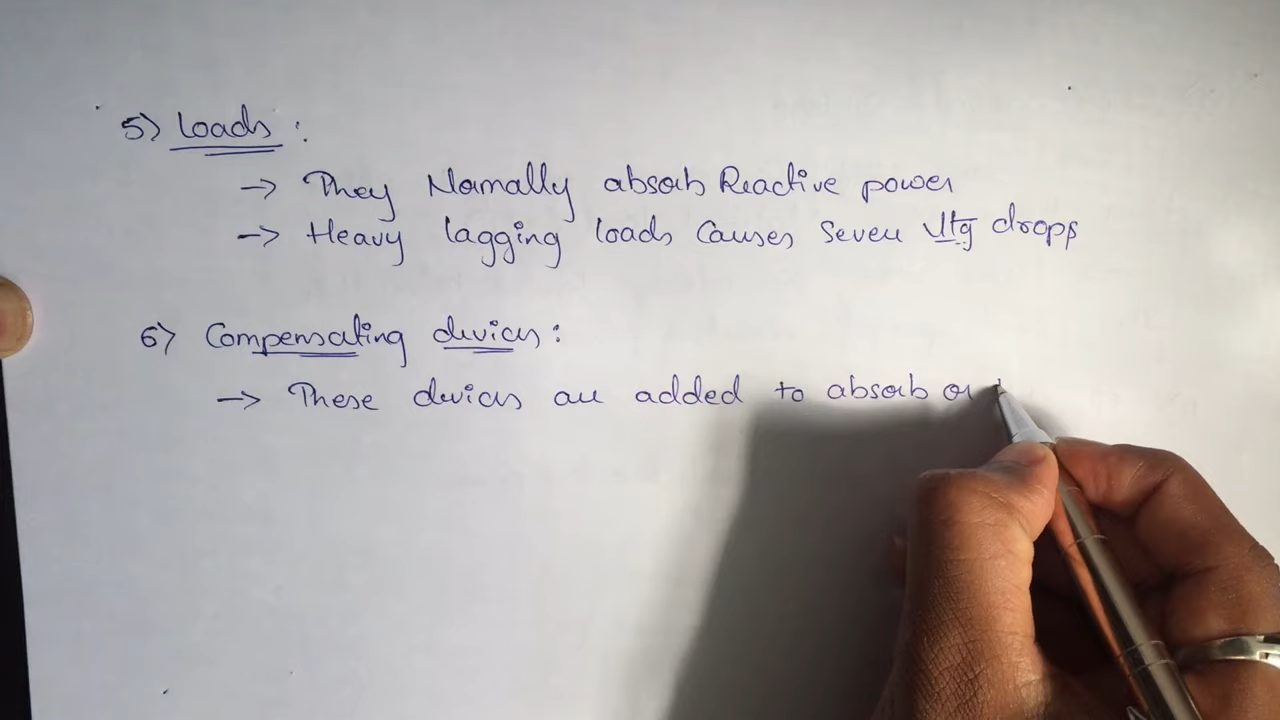 5) Loads :
→ They Normally absorb Reactive power
→ Heavy lagging loads causes Seven Vtg drops
6) Compensating devices :
→ These devices are added to absorb or